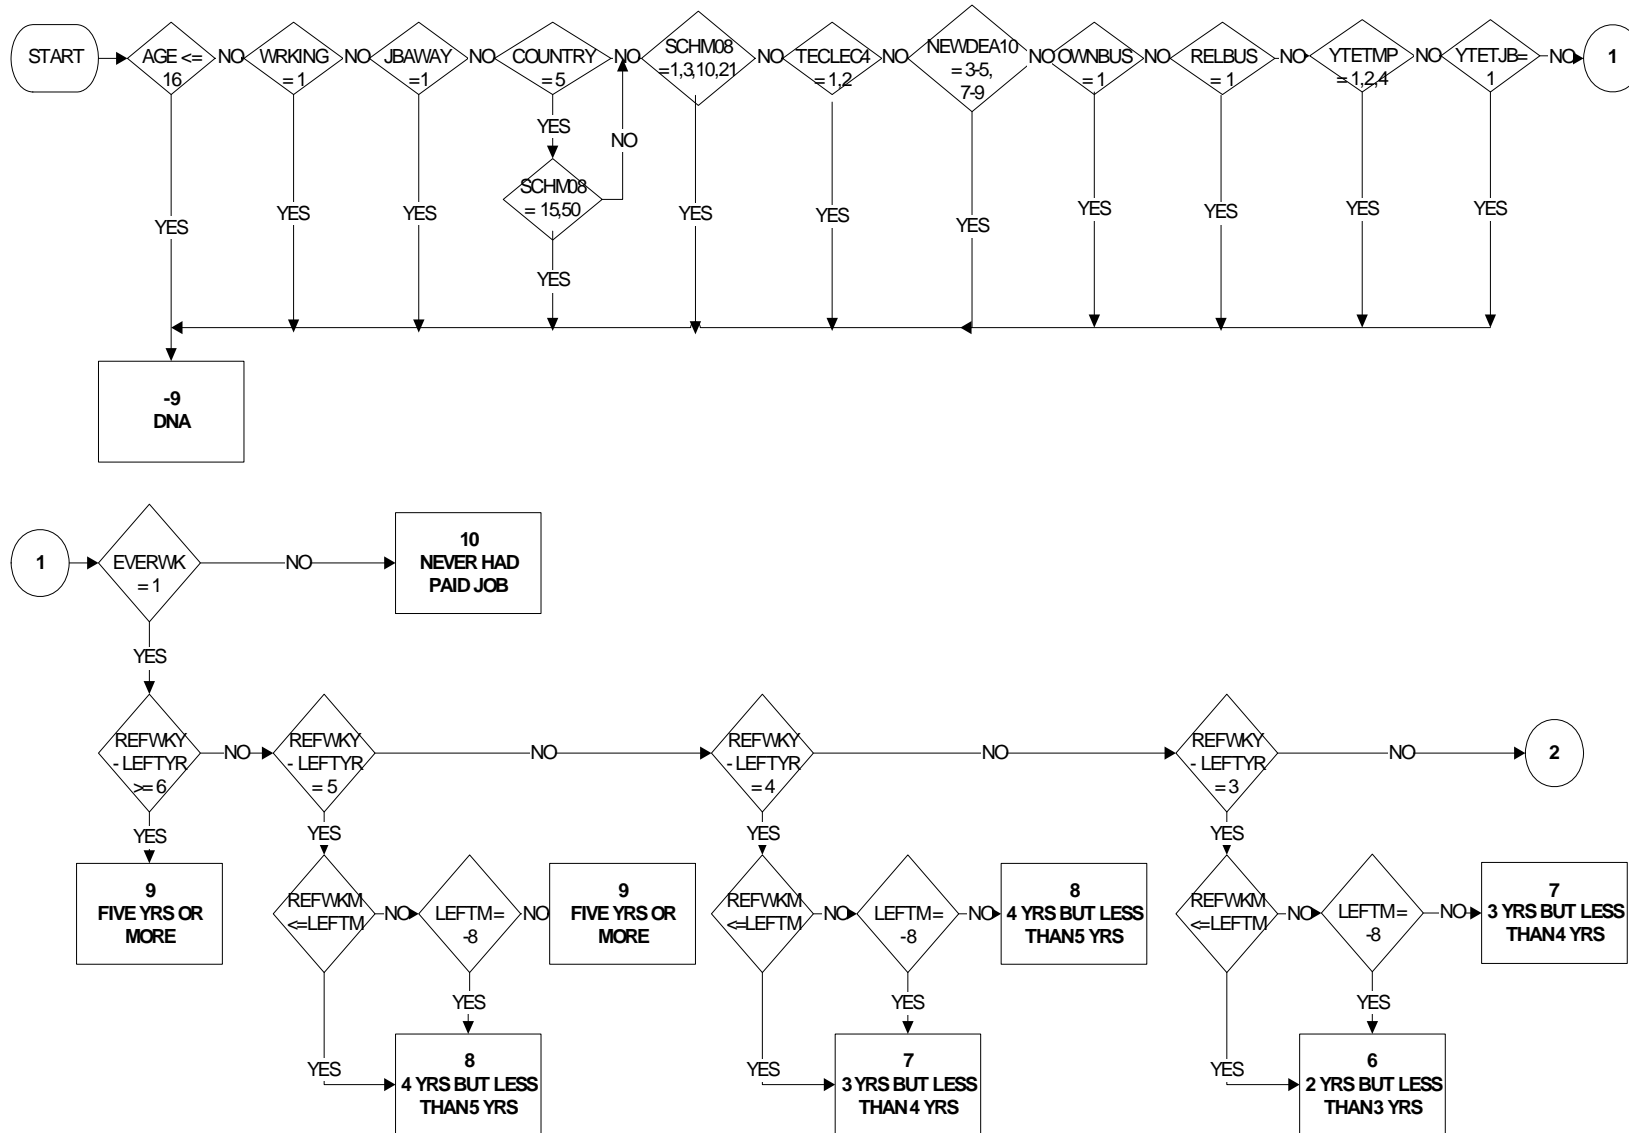 START
AGE <=
16
NO
WRKING
= 1
NO
JBAWAY
=1
NO
COUNTRY
= 5
NO
SCHM08
=1,3,10,21
NO
TECLEC4
= 1,2
NO
NEWDEA10
= 3-5,
7-9
NO
OWNBUS
= 1
NO
RELBUS
= 1
NO
YTETMP
= 1,2,4
NO
YTETJB=
1
NO
1
YES
NO
SCHM08
= 15,50
YES
YES
YES
YES
YES
YES
YES
YES
YES
YES
YES
-9
DNA
1
EVERWK
= 1
NO
10
NEVER HAD
PAID JOB
YES
REFWKY
- LEFTYR
>= 6
NO
REFWKY
- LEFTYR
= 5
NO
REFWKY
- LEFTYR
= 4
NO
REFWKY
- LEFTYR
= 3
NO
2
YES
YES
YES
YES
9
FIVE YRS OR
MORE
REFWKM
<=LEFTM
NO
LEFTM =
-8
NO
9
FIVE YRS OR
MORE
REFWKM
<=LEFTM
NO
LEFTM =
-8
NO
8
4 YRS BUT LESS
THAN 5 YRS
REFWKM
<=LEFTM
NO
LEFTM =
-8
NO
7
3 YRS BUT LESS
THAN 4 YRS
YES
YES
YES
YES
8
4 YRS BUT LESS
THAN 5 YRS
YES
7
3 YRS BUT LESS
THAN 4 YRS
YES
6
2 YRS BUT LESS
THAN 3 YRS